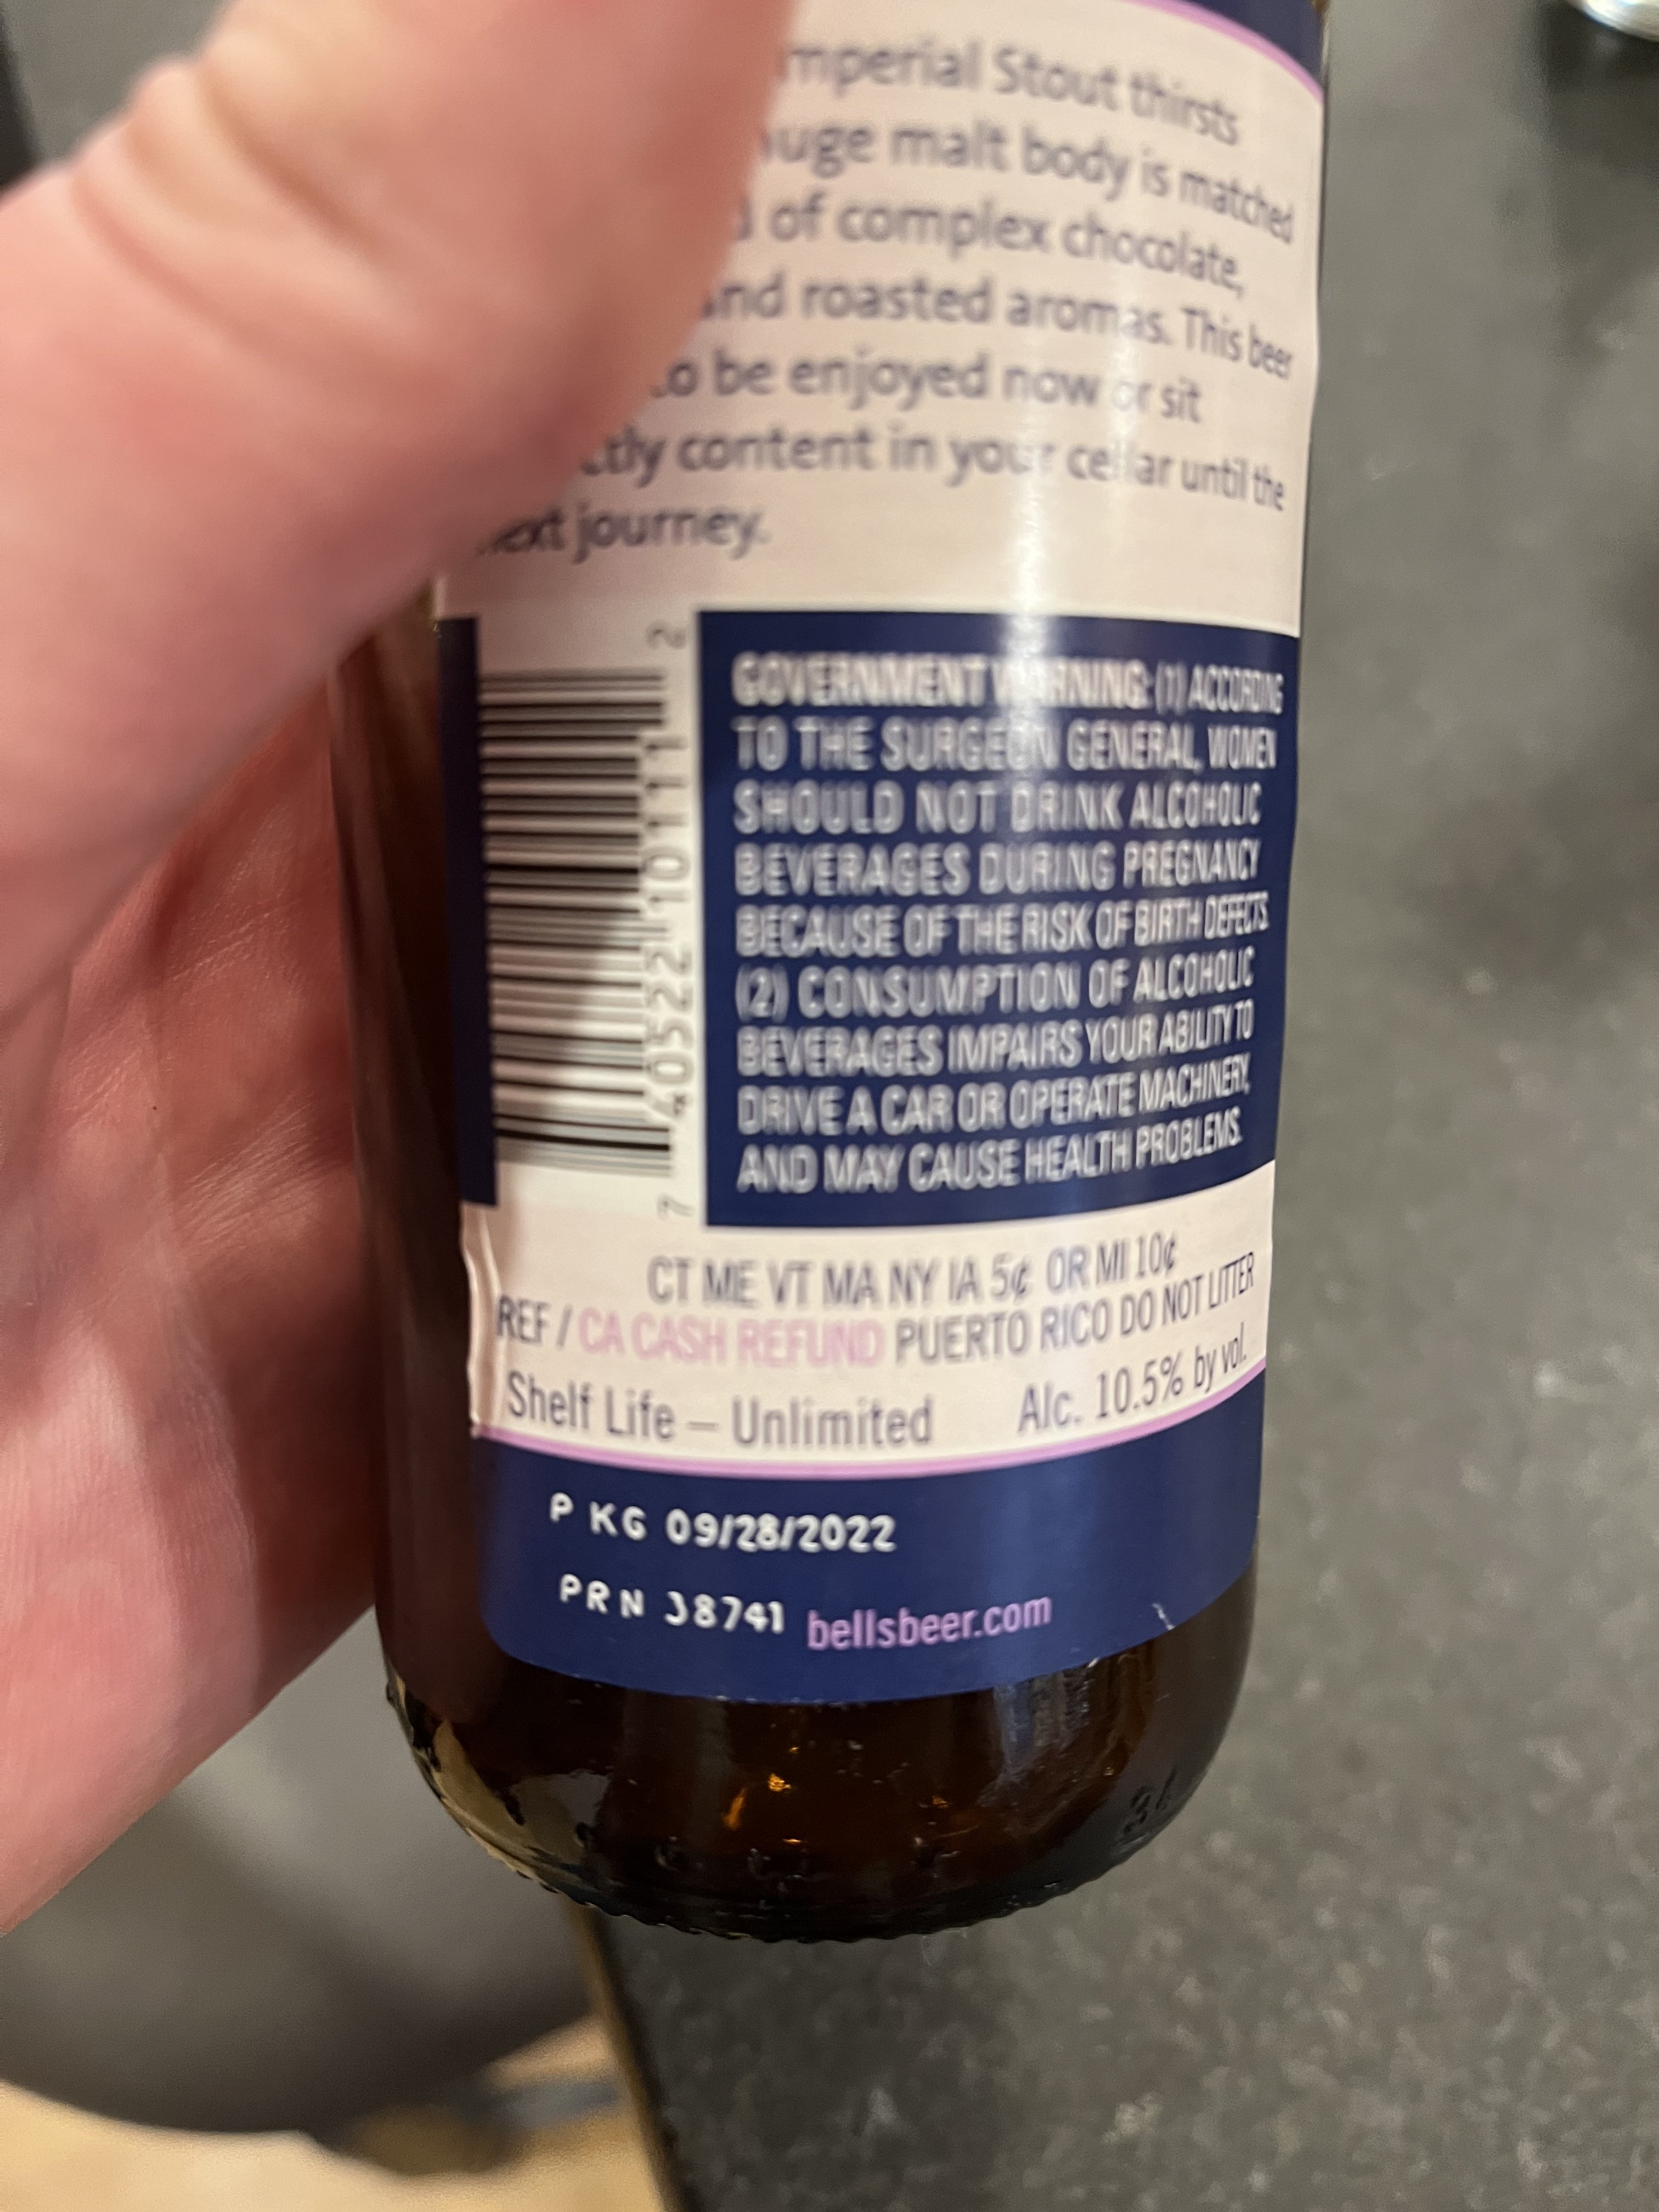 mperial Stout thirsts
uge malt body is matched
of complex chocolate,
nd roasted aromas. This beer
to be enjoyed now or sit
ctly content in your cellar until the
next journey.
7 40522 10111 2
GOVERNMENT WARNING: (1) ACCORDING
TO THE SURGEON GENERAL, WOMEN
SHOULD NOT DRINK ALCOHOLIC
BEVERAGES DURING PREGNANCY
BECAUSE OF THE RISK OF BIRTH DEFECTS.
(2) CONSUMPTION OF ALCOHOLIC
BEVERAGES IMPAIRS YOUR ABILITY TO
DRIVE A CAR OR OPERATE MACHINERY,
AND MAY CAUSE HEALTH PROBLEMS.
CT ME VT MA NY IA 5¢ OR MI 10¢
REF / CA CASH REFUND PUERTO RICO DO NOT LITTER
Shelf Life – Unlimited Alc. 10.5% by vol.
PKG 09/28/2022
PRN 38741 bellsbeer.com